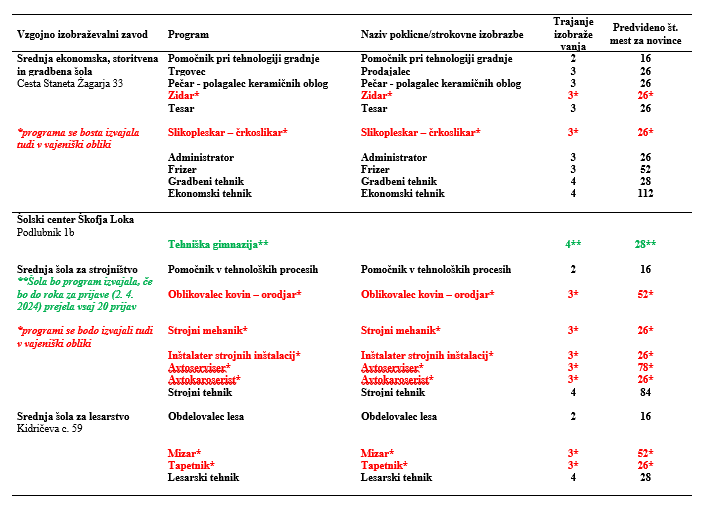 Vzgojno izobraževalni zavod Program Naziv poklicne/strokovne izobrazbe Trajanje izobraže vanja Predvideno št. mest za novince
Srednja ekonomska, storitvena Pomočnik pri tehnologiji gradnje Pomočnik pri tehnologiji gradnje 2 16
in gradbena šola Trgovec Prodajalec 3 26
Cesta Staneta Žagarja 33 Pečar - polagalec keramičnih oblog Pečar - polagalec keramičnih oblog 3 26
Zidar* Zidar* 3* 26*
Tesar Tesar 3 26
*programa se bosta izvajala Slikopleskar – črkoslikar* Slikopleskar – črkoslikar* 3* 26*
tudi v vajeniški obliki
Administrator Administrator 3 26
Frizer Frizer 3 52
Gradbeni tehnik Gradbeni tehnik 4 28
Ekonomski tehnik Ekonomski tehnik 4 112
Šolski center Škofja Loka
Podlubnik 1b
Tehniška gimnazija** 4** 28**
Srednja šola za strojništvo Pomočnik v tehnoloških procesih Pomočnik v tehnoloških procesih 2 16
**Šola bo program izvajala, če
bo do roka za prijave (2. 4. Oblikovalec kovin – orodjar* Oblikovalec kovin – orodjar* 3* 52*
2024) prejela vsaj 20 prijav
*programi se bodo izvajali tudi Strojni mehanik* Strojni mehanik* 3* 26*
v vajeniški obliki
Inštalater strojnih inštalacij* Inštalater strojnih inštalacij* 3* 26*
Avtoserviser* Avtoserviser* 3* 78*
Avtokaroserist* Avtokaroserist* 3* 26*
Strojni tehnik Strojni tehnik 4 84
Srednja šola za lesarstvo Obdelovalec lesa Obdelovalec lesa 2 16
Kidričeva c. 59
Mizar* Mizar* 3* 52*
Tapetnik* Tapetnik* 3* 26*
Lesarski tehnik Lesarski tehnik 4 28